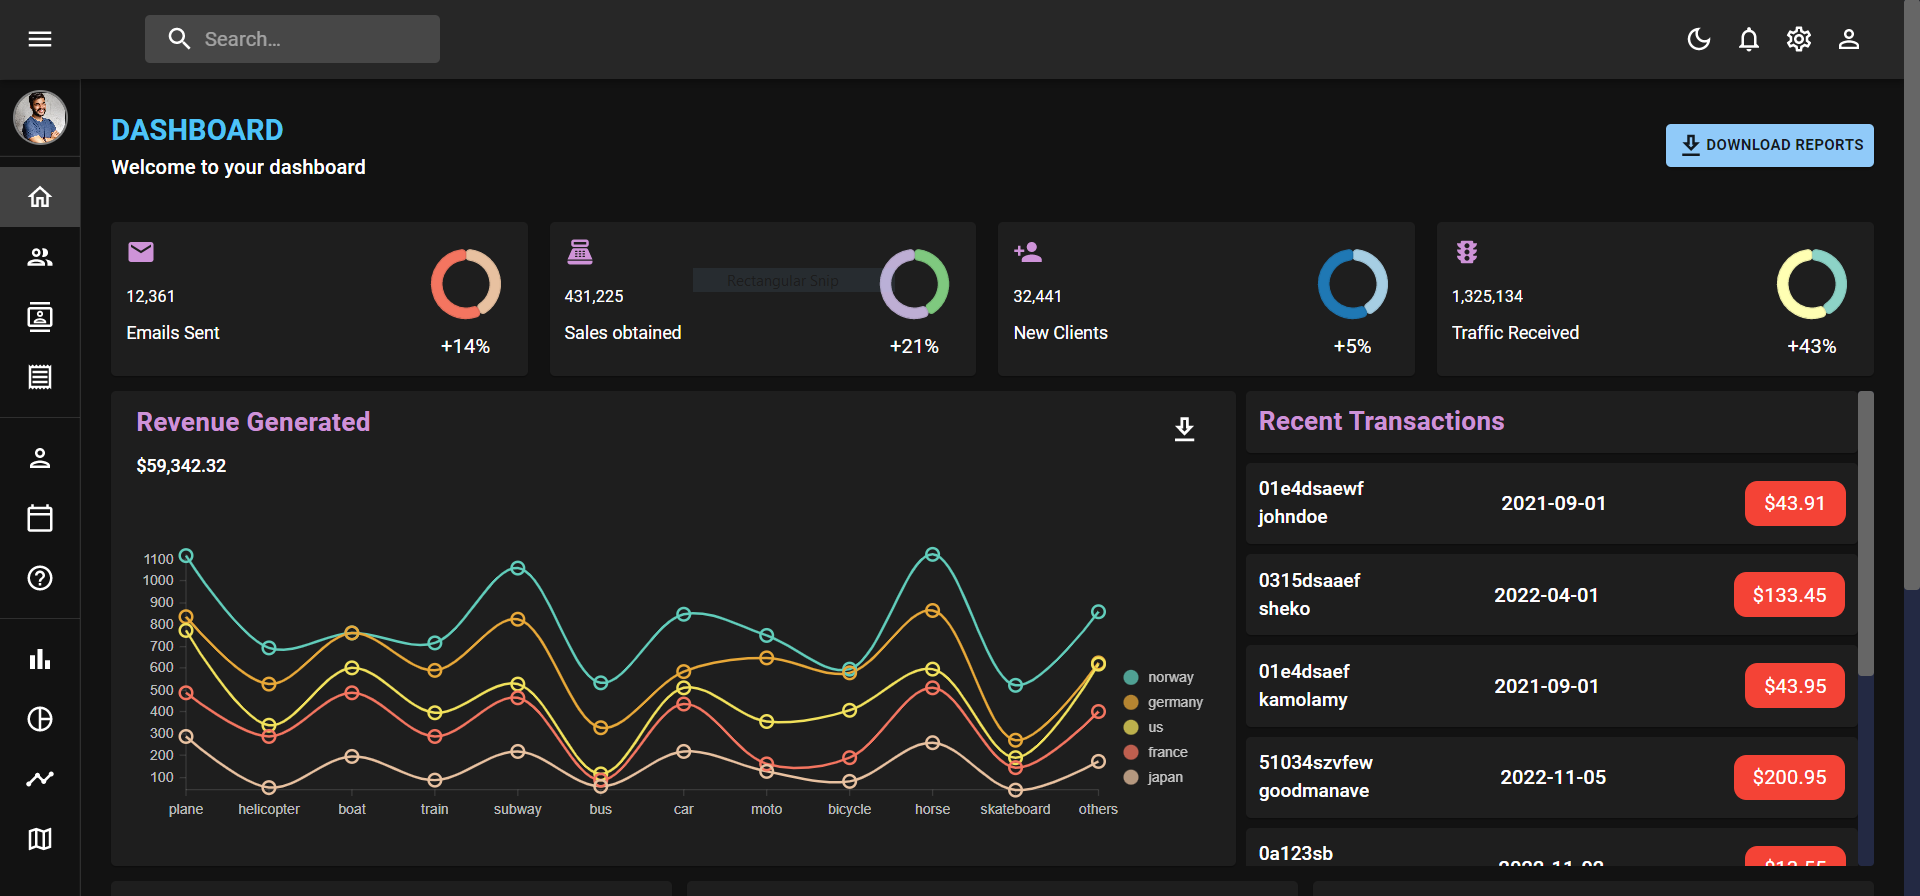 Search...
DASHBOARD
Welcome to your dashboard
DOWNLOAD REPORTS
12,361
Emails Sent
+14%
431,225
Sales obtained
Rectangular Snip
+21%
32,441
New Clients
+5%
1,325,134
Traffic Received
+43%
Revenue Generated
$59,342.32
1100
1000
900
800
700
600
500
400
300
200
100
plane helicopter boat train subway bus car moto bicycle horse skateboard others
norway
germany
us
france
japan
Recent Transactions
01e4dsaewf
johndoe
2021-09-01
$43.91
0315dsaaef
sheko
2022-04-01
$133.45
01e4dsaef
kamolamy
2021-09-01
$43.95
51034szvfew
goodmanave
2022-11-05
$200.95
0a123sb